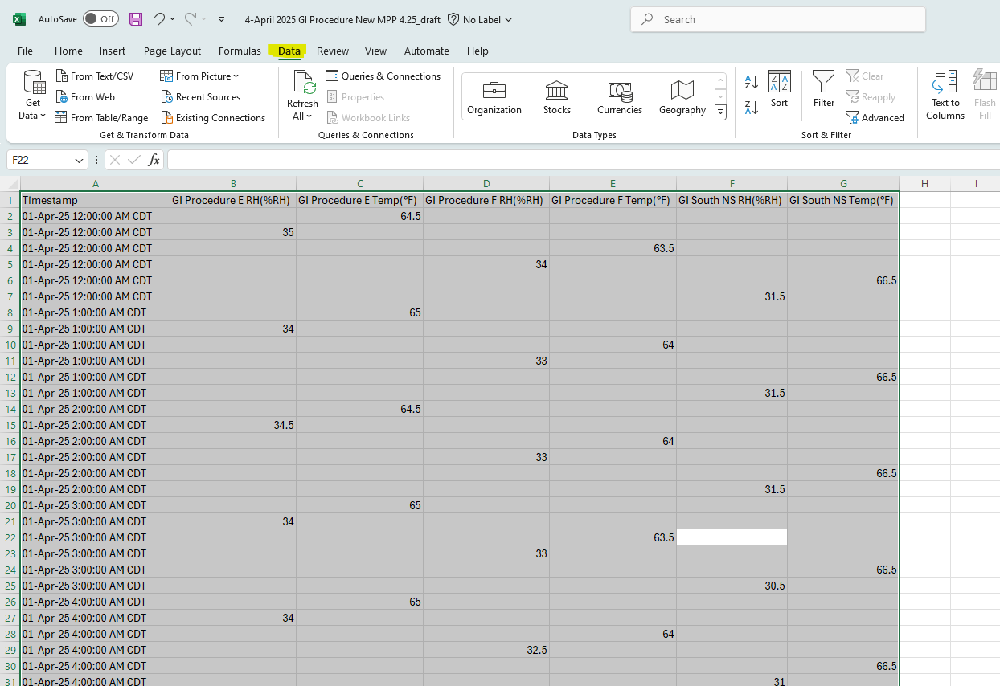 AutoSave Off 4-April 2025 GI Procedure New MPP 4.25_draft No Label Search
File Home Insert Page Layout Formulas Data Review View Automate Help
Get Data
From Text/CSV
From Web
From Table/Range
From Picture
Recent Sources
Existing Connections
Get & Transform Data
Refresh All
Queries & Connections
Properties
Workbook Links
Queries & Connections
Organization Stocks Currencies Geography
Data Types
Sort
Filter
Clear
Reapply
Advanced
Sort & Filter
Text to Columns
Flash Fill
F22 fx
A B C D E F G H I
1 Timestamp GI Procedure E RH(%RH) GI Procedure E Temp(°F) GI Procedure F RH(%RH) GI Procedure F Temp(°F) GI South NS RH(%RH) GI South NS Temp(°F)
2 01-Apr-25 12:00:00 AM CDT 64.5
3 01-Apr-25 12:00:00 AM CDT 35
4 01-Apr-25 12:00:00 AM CDT 63.5
5 01-Apr-25 12:00:00 AM CDT 34
6 01-Apr-25 12:00:00 AM CDT 66.5
7 01-Apr-25 12:00:00 AM CDT 31.5
8 01-Apr-25 1:00:00 AM CDT 65
9 01-Apr-25 1:00:00 AM CDT 34
10 01-Apr-25 1:00:00 AM CDT 64
11 01-Apr-25 1:00:00 AM CDT 33
12 01-Apr-25 1:00:00 AM CDT 66.5
13 01-Apr-25 1:00:00 AM CDT 31.5
14 01-Apr-25 2:00:00 AM CDT 64.5
15 01-Apr-25 2:00:00 AM CDT 34.5
16 01-Apr-25 2:00:00 AM CDT 64
17 01-Apr-25 2:00:00 AM CDT 33
18 01-Apr-25 2:00:00 AM CDT 66.5
19 01-Apr-25 2:00:00 AM CDT 31.5
20 01-Apr-25 3:00:00 AM CDT 65
21 01-Apr-25 3:00:00 AM CDT 34
22 01-Apr-25 3:00:00 AM CDT 63.5
23 01-Apr-25 3:00:00 AM CDT 33
24 01-Apr-25 3:00:00 AM CDT 66.5
25 01-Apr-25 3:00:00 AM CDT 30.5
26 01-Apr-25 4:00:00 AM CDT 65
27 01-Apr-25 4:00:00 AM CDT 34
28 01-Apr-25 4:00:00 AM CDT 64
29 01-Apr-25 4:00:00 AM CDT 32.5
30 01-Apr-25 4:00:00 AM CDT 66.5
31 01-Apr-25 4:00:00 AM CDT 31